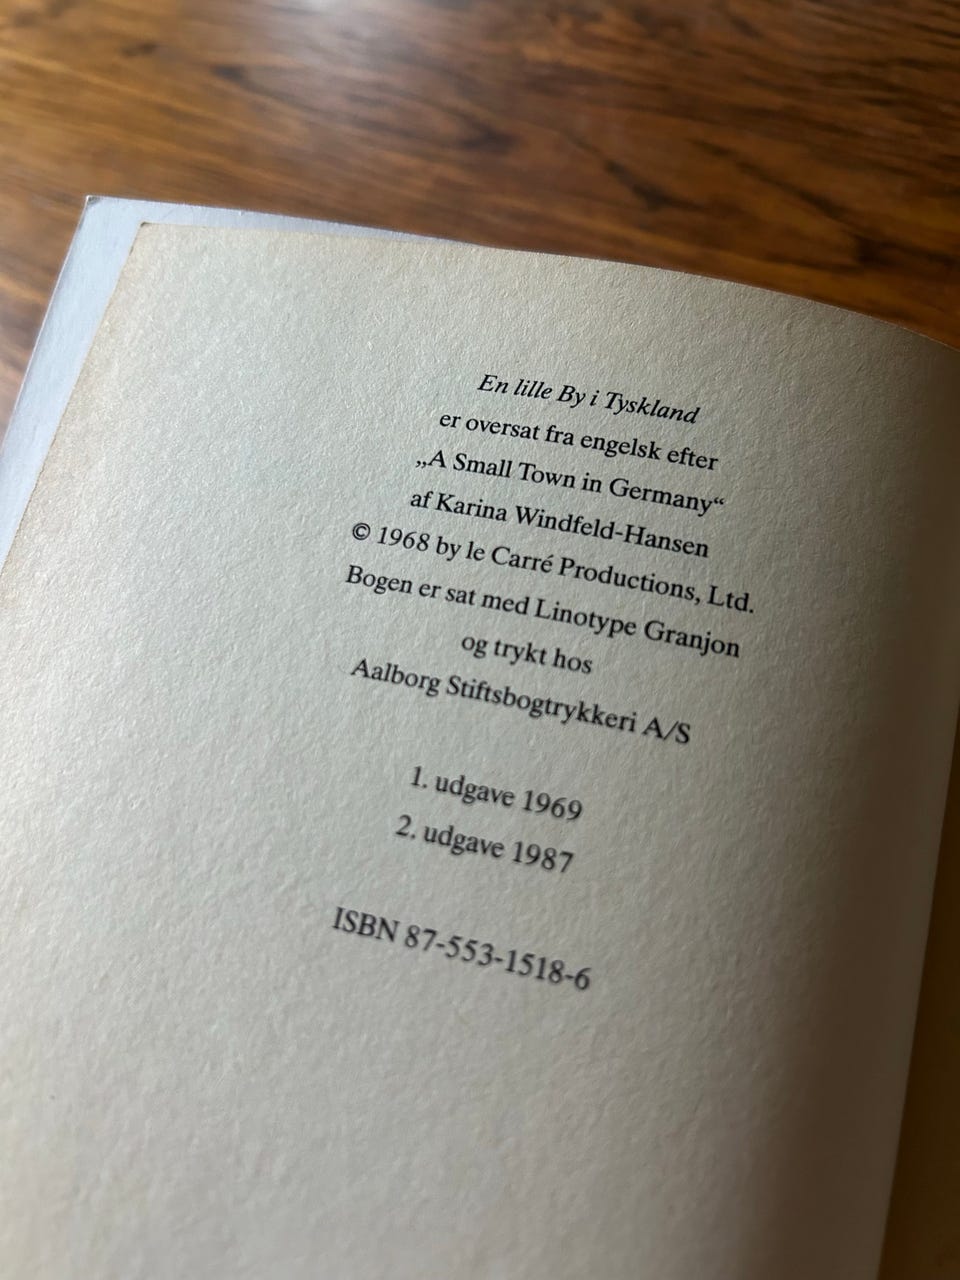 En lille By i Tyskland
er oversat fra engelsk efter
„A Small Town in Germany“
af Karina Windfeld-Hansen
© 1968 by le Carré Productions, Ltd.
Bogen er sat med Linotype Granjon
og trykt hos
Aalborg Stiftsbogtrykkeri A/S
1. udgave 1969
2. udgave 1987
ISBN 87-553-1518-6